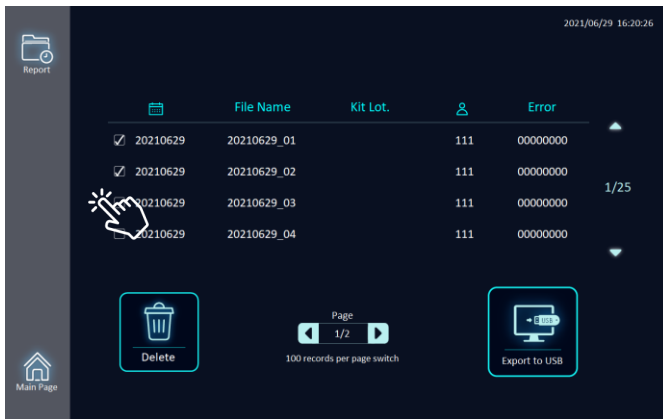 2021/06/29 16:20:26
Report
File Name Kit Lot. Error
20210629 20210629_01 111 00000000
20210629 20210629_02 111 00000000
1/25
20210629 20210629_03 111 00000000
20210629 20210629_04 111 00000000
Page
1/2
100 records per page switch
Delete
USB
Export to USB
Main Page